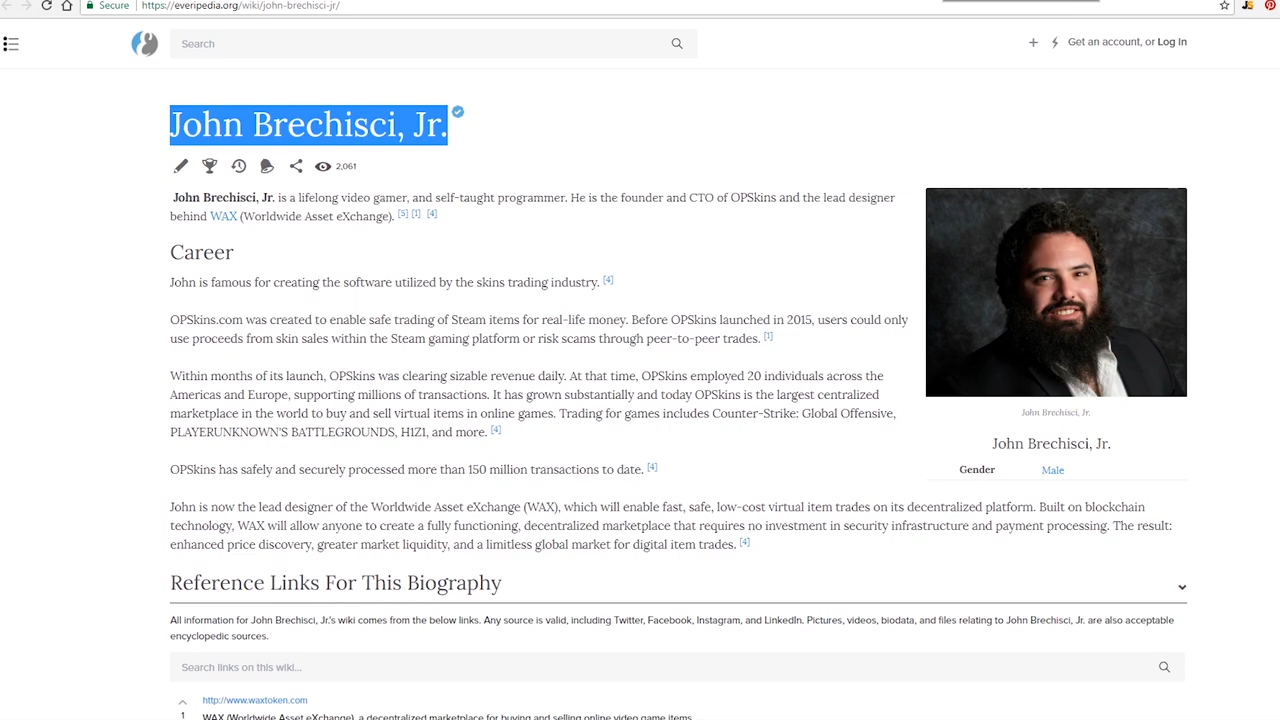 Secure https://everipedia.org/wiki/john-brechisci-jr/
Search
Get an account, or Log In
John Brechisci, Jr.
2,061
John Brechisci, Jr. is a lifelong video gamer, and self-taught programmer. He is the founder and CTO of OPSkins and the lead designer
behind WAX (Worldwide Asset eXchange). [5] [1] [4]
Career
John is famous for creating the software utilized by the skins trading industry. [4]
OPSkins.com was created to enable safe trading of Steam items for real-life money. Before OPSkins launched in 2015, users could only
use proceeds from skin sales within the Steam gaming platform or risk scams through peer-to-peer trades. [1]
Within months of its launch, OPSkins was clearing sizable revenue daily. At that time, OPSkins employed 20 individuals across the
Americas and Europe, supporting millions of transactions. It has grown substantially and today OPSkins is the largest centralized
marketplace in the world to buy and sell virtual items in online games. Trading for games includes Counter-Strike: Global Offensive,
PLAYERUNKNOWN'S BATTLEGROUNDS, H1Z1, and more. [4]
OPSkins has safely and securely processed more than 150 million transactions to date. [4]
John Brechisci, Jr.
John Brechisci, Jr.
Gender Male
John is now the lead designer of the Worldwide Asset eXchange (WAX), which will enable fast, safe, low-cost virtual item trades on its decentralized platform. Built on blockchain
technology, WAX will allow anyone to create a fully functioning, decentralized marketplace that requires no investment in security infrastructure and payment processing. The result:
enhanced price discovery, greater market liquidity, and a limitless global market for digital item trades. [4]
Reference Links For This Biography
All information for John Brechisci, Jr.'s wiki comes from the below links. Any source is valid, including Twitter, Facebook, Instagram, and LinkedIn. Pictures, videos, biodata, and files relating to John Brechisci, Jr. are also acceptable
encyclopedic sources.
Search links on this wiki...
http://www.waxtoken.com
1 WAX (Worldwide Asset eXchange), a decentralized marketplace for buying and selling online video game items